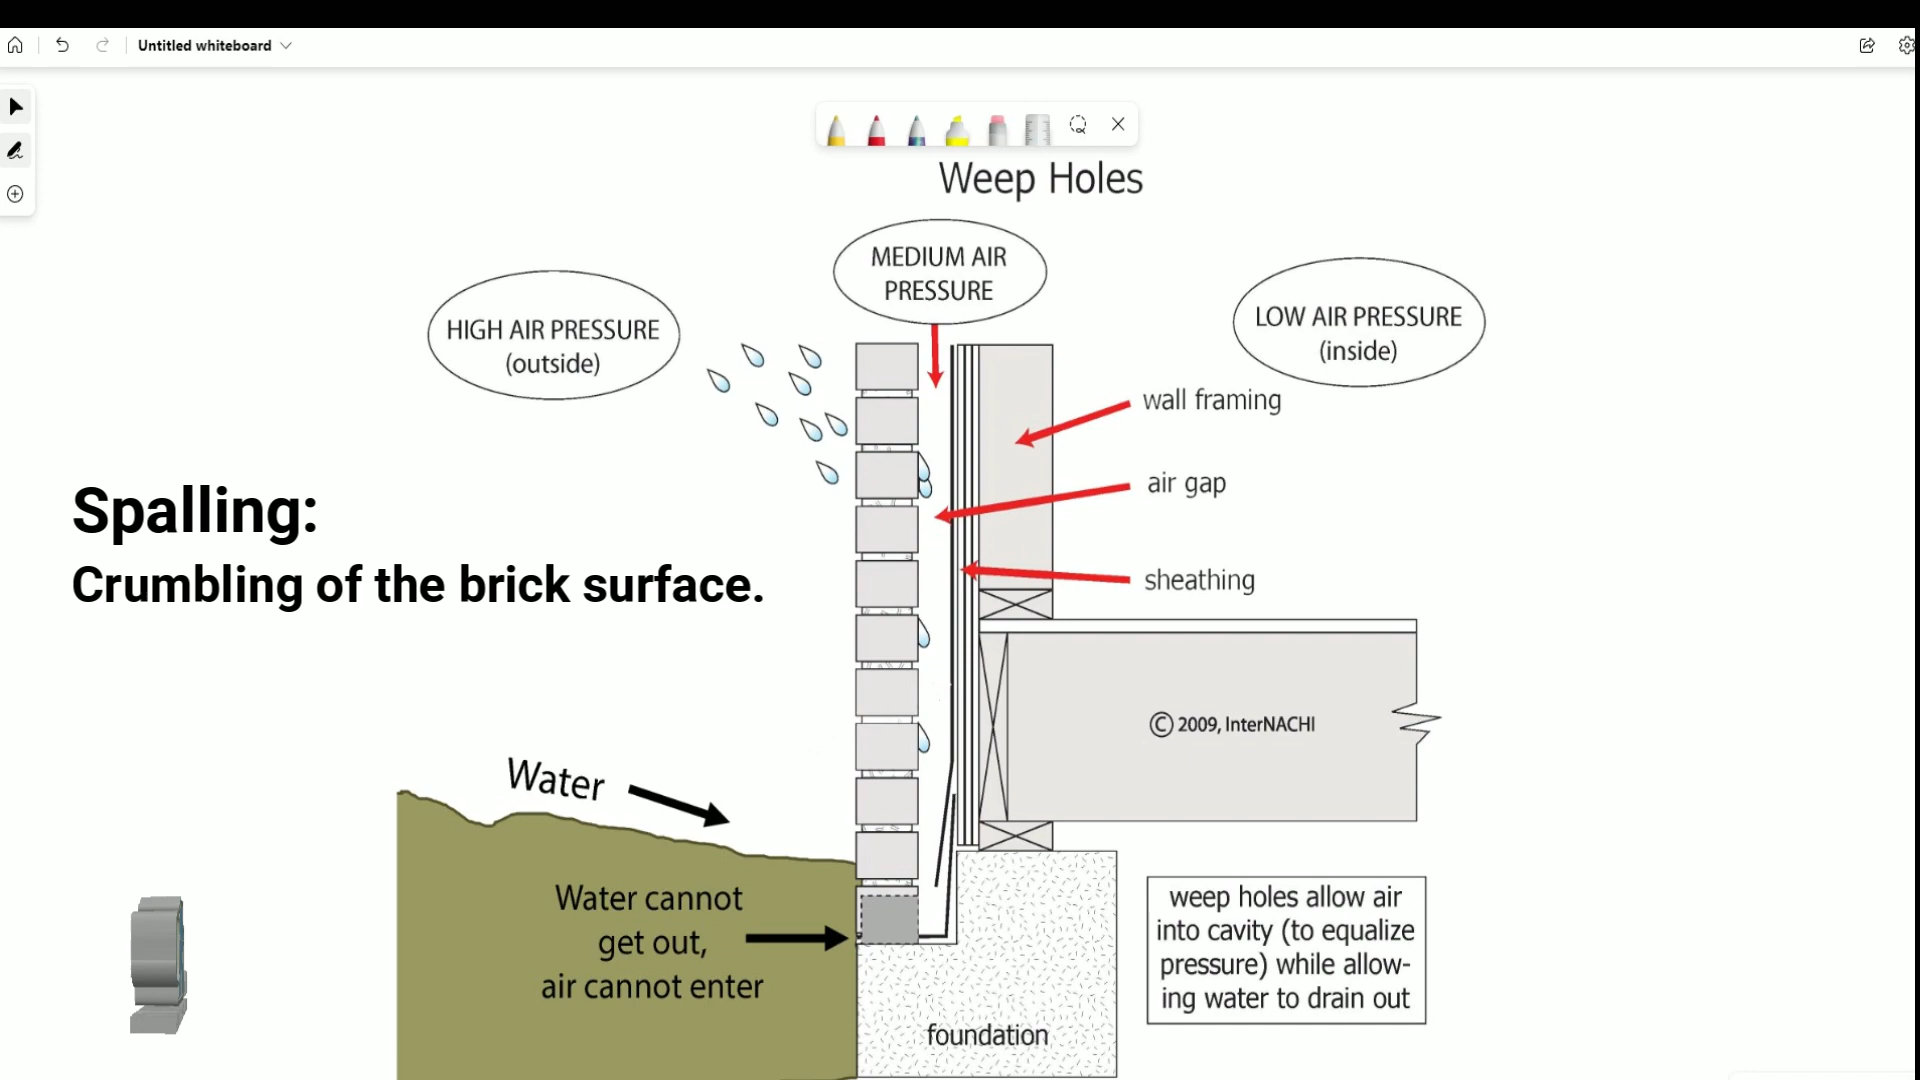 Untitled whiteboard
Weep Holes
MEDIUM AIR
PRESSURE
HIGH AIR PRESSURE
(outside)
LOW AIR PRESSURE
(inside)
wall framing
air gap
sheathing
Spalling:
Crumbling of the brick surface.
© 2009, InterNACHI
Water
Water cannot
get out,
air cannot enter
weep holes allow air
into cavity (to equalize
pressure) while allow-
ing water to drain out
foundation